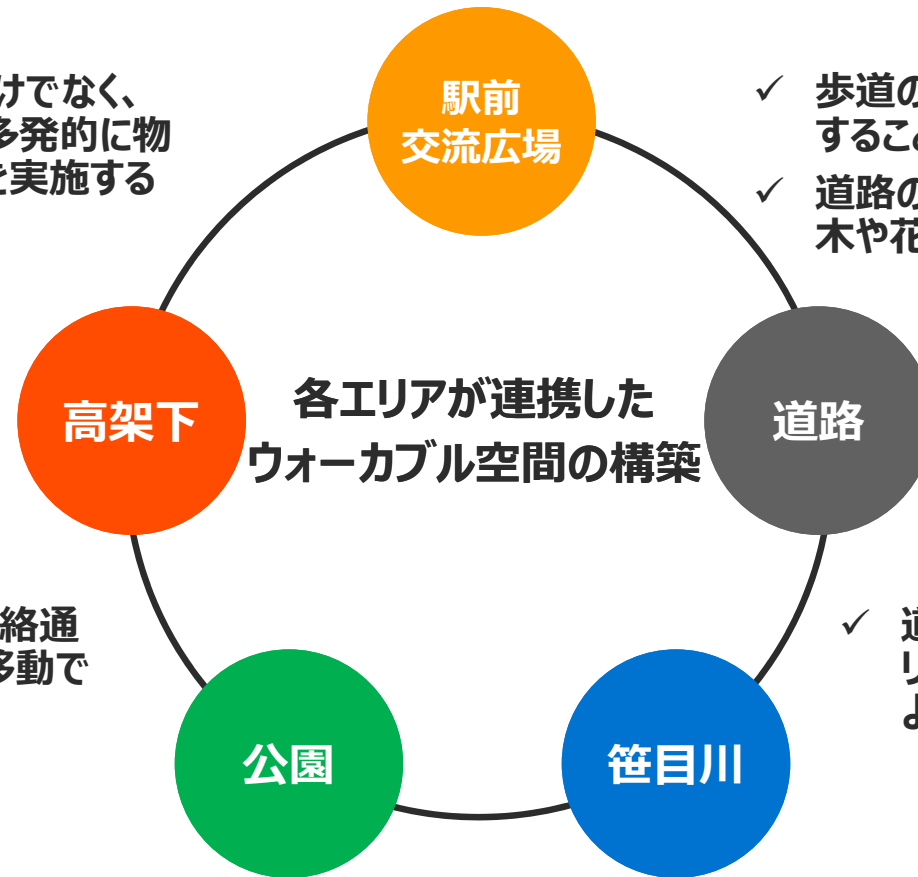 駅前
交流広場
けでなく、
多発的に物
を実施する
✓ 歩道の
するこ
✓ 道路の
木や花
高架下
各エリアが連携した
ウォーカブル空間の構築
道路
絡通
移動で
✓ 道
公園
笹目川